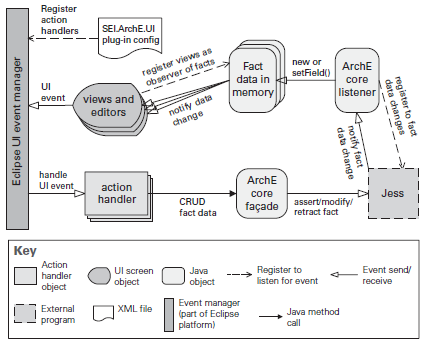 Register
action
handlers
SEI.ArchE.UI
plug-in config
register views as
observer of facts
Fact
data in
memory
new or
setField()
ArchE
core
listener
register to fact
data changes
Eclipse UI event manager
UI
event
views and
editors
notify data
change
notify fact
data change
handle
UI event
action
handler
CRUD
fact data
ArchE
core
façade
assert/modify/
retract fact
Jess
Key
Action
handler
object
UI screen
object
Java
object
Register to
listen for event
Event send/
receive
External
program
XML file
Event manager
(part of Eclipse
platform)
Java method
call